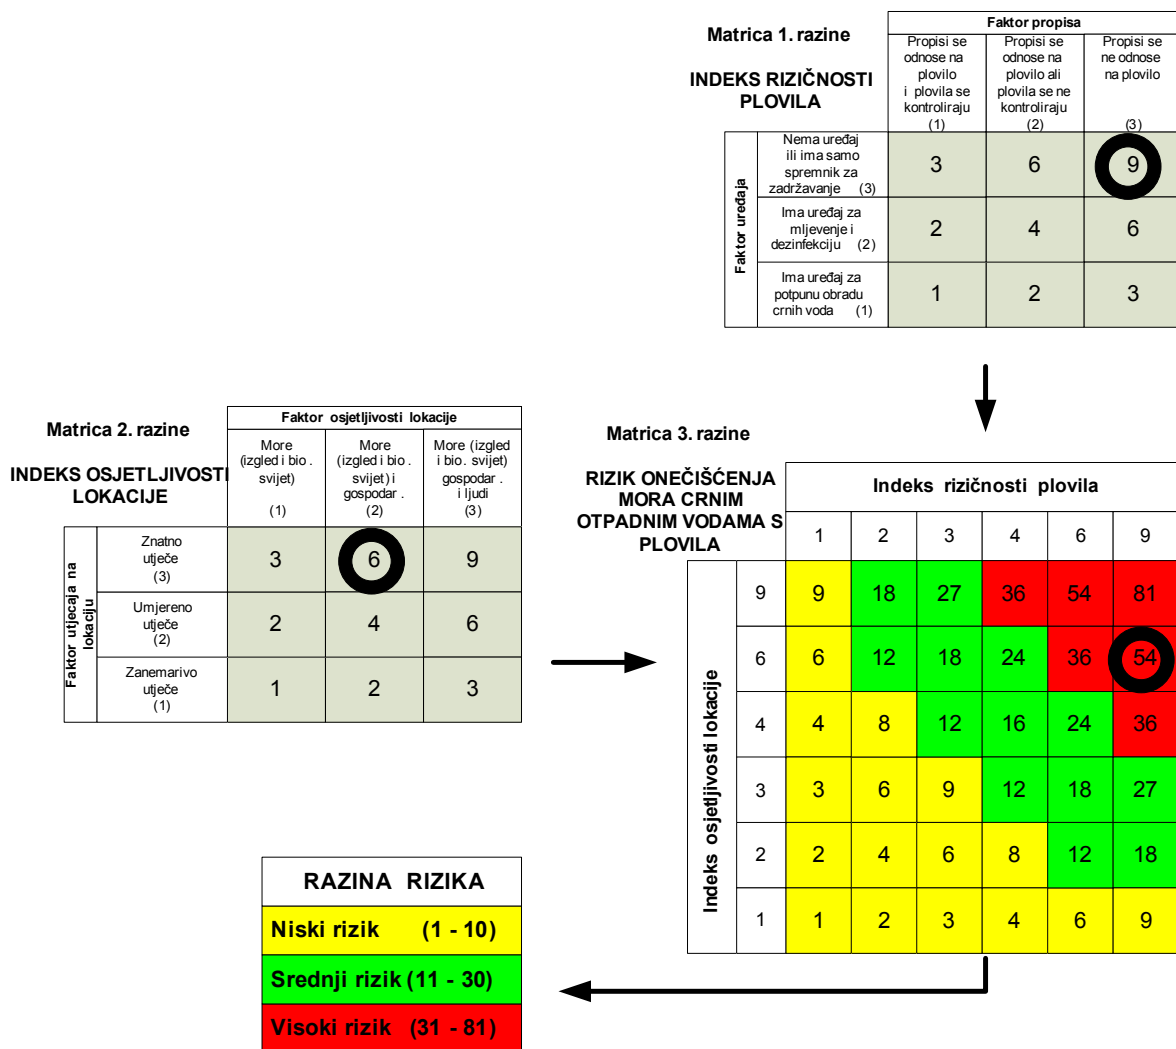 Matrica 1. razine
INDEKS RIZIČNOSTI
PLOVILA
Faktor propisa
Propisi se
odnose na
plovilo
i plovila se
kontroliraju
(1)
Propisi se
odnose na
plovilo ali
plovila se ne
kontroliraju
(2)
Propisi se
ne odnose
na plovilo
(3)
Faktor uređaja
Nema uređaj
ili ima samo
spremnik za
zadržavanje (3)
3 6 9
Ima uređaj za
mljevenje i
dezinfekciju (2)
2 4 6
Ima uređaj za
potpunu obradu
crnih voda (1)
1 2 3
Matrica 2. razine
INDEKS OSJETLJIVOSTI
LOKACIJE
Faktor osjetljivosti lokacije
More
(izgled i bio.
svijet)
(1)
More
(izgled i bio.
svijet) i
gospodar.
(2)
More (izgled
i bio. svijet)
gospodar.
i ljudi
(3)
Faktor utjecaja na
lokaciju
Znatno
utječe
(3)
3 6 9
Umjereno
utječe
(2)
2 4 6
Zanemarivo
utječe
(1)
1 2 3
Matrica 3. razine
RIZIK ONEČIŠĆENJA
MORA CRNIM
OTPADNIM VODAMA S
PLOVILA
Indeks rizičnosti plovila
1 2 3 4 6 9
Indeks osjetljivosti lokacije
9 9 18 27 36 54 81
6 6 12 18 24 36 54
4 4 8 12 16 24 36
3 3 6 9 12 18 27
2 2 4 6 8 12 18
1 1 2 3 4 6 9
RAZINA RIZIKA
Niski rizik (1 - 10)
Srednji rizik (11 - 30)
Visoki rizik (31 - 81)